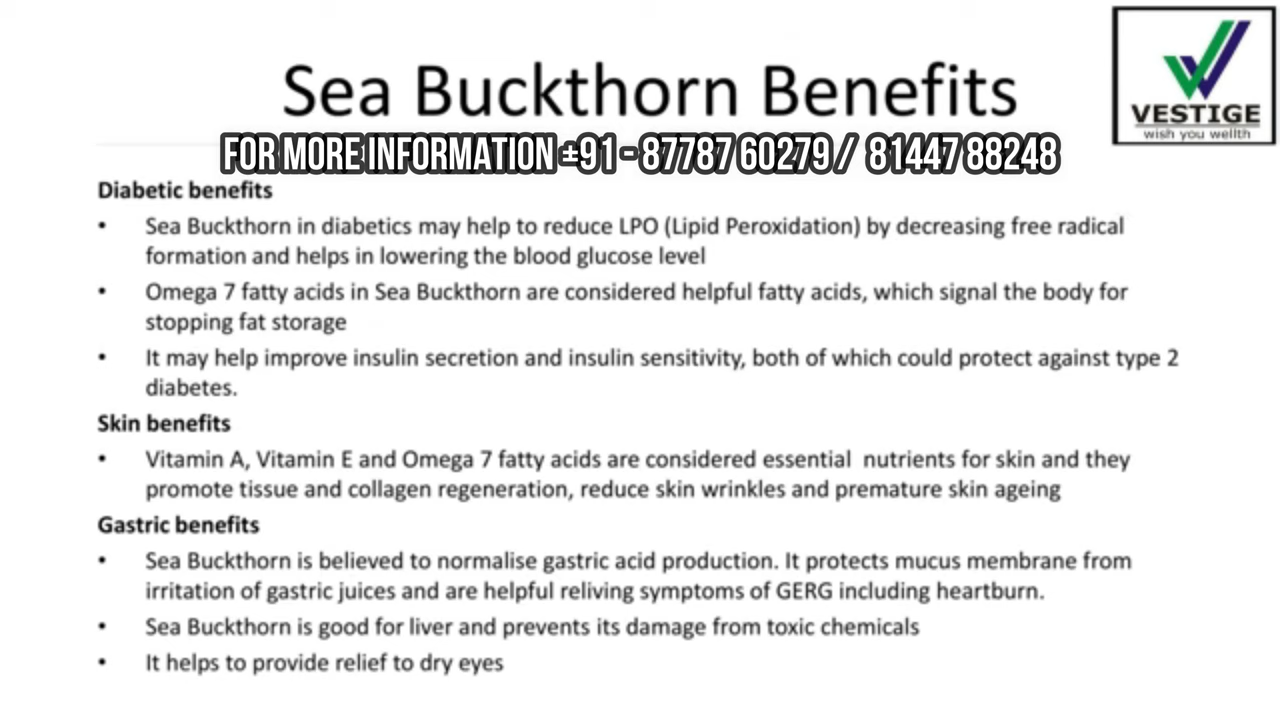 Sea Buckthorn Benefits
VESTIGE
wish you wellth
FOR MORE INFORMATION ±91 - 87787 60279 / 81447 88248
Diabetic benefits
• Sea Buckthorn in diabetics may help to reduce LPO (Lipid Peroxidation) by decreasing free radical
formation and helps in lowering the blood glucose level
• Omega 7 fatty acids in Sea Buckthorn are considered helpful fatty acids, which signal the body for
stopping fat storage
• It may help improve insulin secretion and insulin sensitivity, both of which could protect against type 2
diabetes.
Skin benefits
• Vitamin A, Vitamin E and Omega 7 fatty acids are considered essential nutrients for skin and they
promote tissue and collagen regeneration, reduce skin wrinkles and premature skin ageing
Gastric benefits
• Sea Buckthorn is believed to normalise gastric acid production. It protects mucus membrane from
irritation of gastric juices and are helpful reliving symptoms of GERG including heartburn.
• Sea Buckthorn is good for liver and prevents its damage from toxic chemicals
• It helps to provide relief to dry eyes